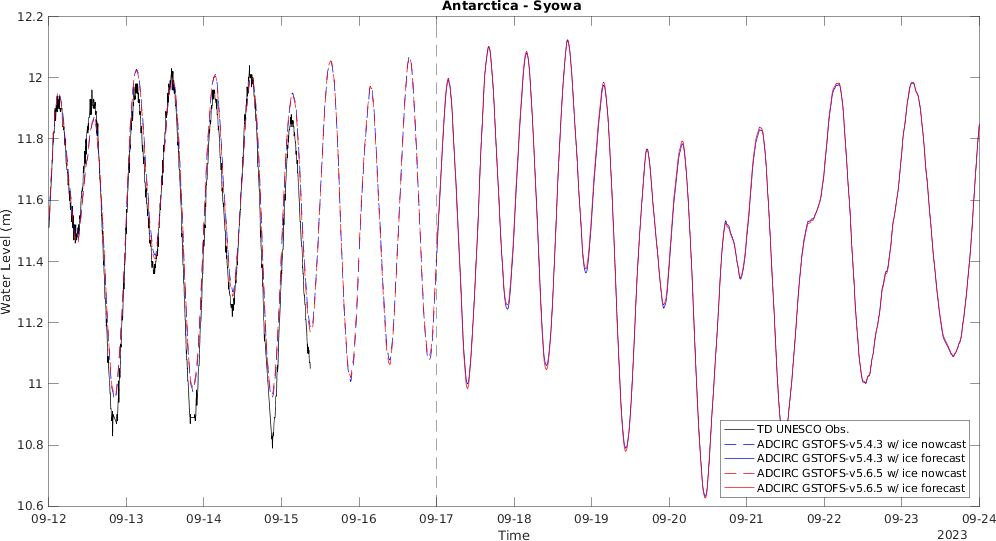 Antarctica - Syowa
Water Level (m)
12.2
12
11.8
11.6
11.4
11.2
11
10.8
10.6
TD UNESCO Obs.
ADCIRC GSTOFS-v5.4.3 w/ ice nowcast
ADCIRC GSTOFS-v5.4.3 w/ ice forecast
ADCIRC GSTOFS-v5.6.5 w/ ice nowcast
ADCIRC GSTOFS-v5.6.5 w/ ice forecast
09-12 09-13 09-14 09-15 09-16 09-17 09-18 09-19 09-20 09-21 09-22 09-23 09-24
Time
2023